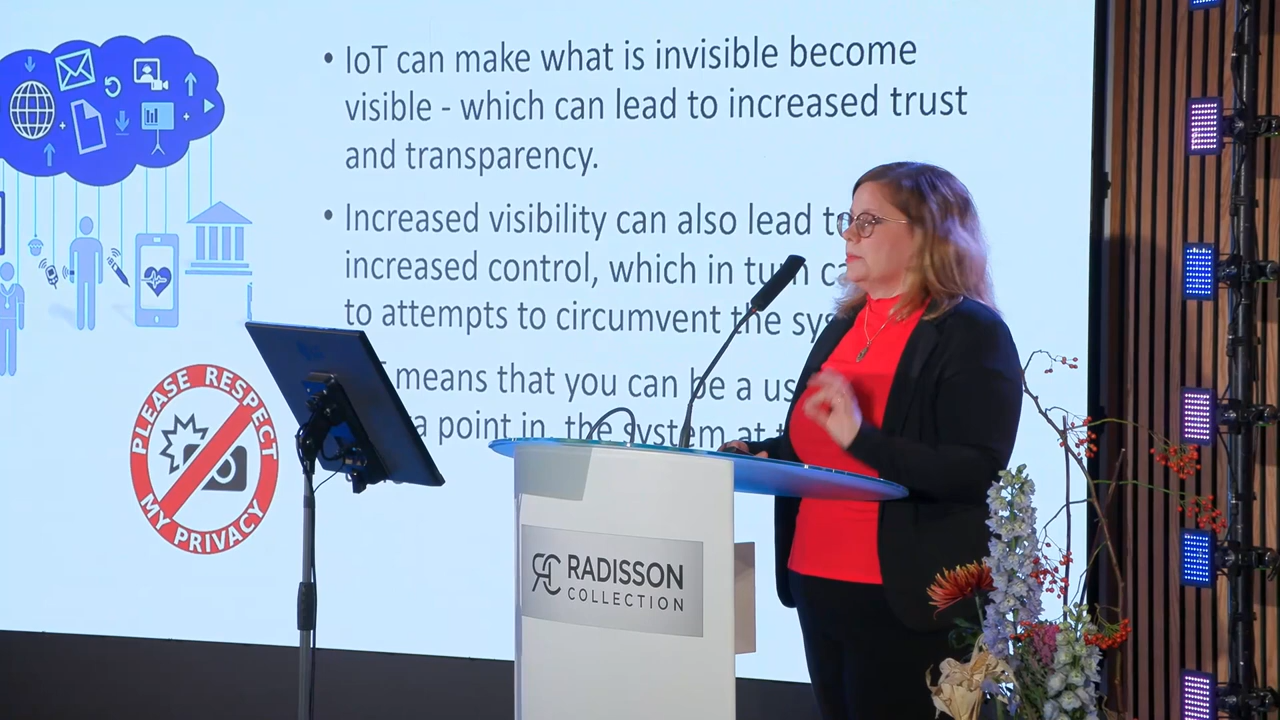 • IoT can make what is invisible become
visible - which can lead to increased trust
and transparency.
• Increased visibility can also lead
increased control, which in turn
to attempts to circumvent the
means that you can be a
a point in the system at
PLEASE RESPECT
MY PRIVACY
RADISSON
COLLECTION